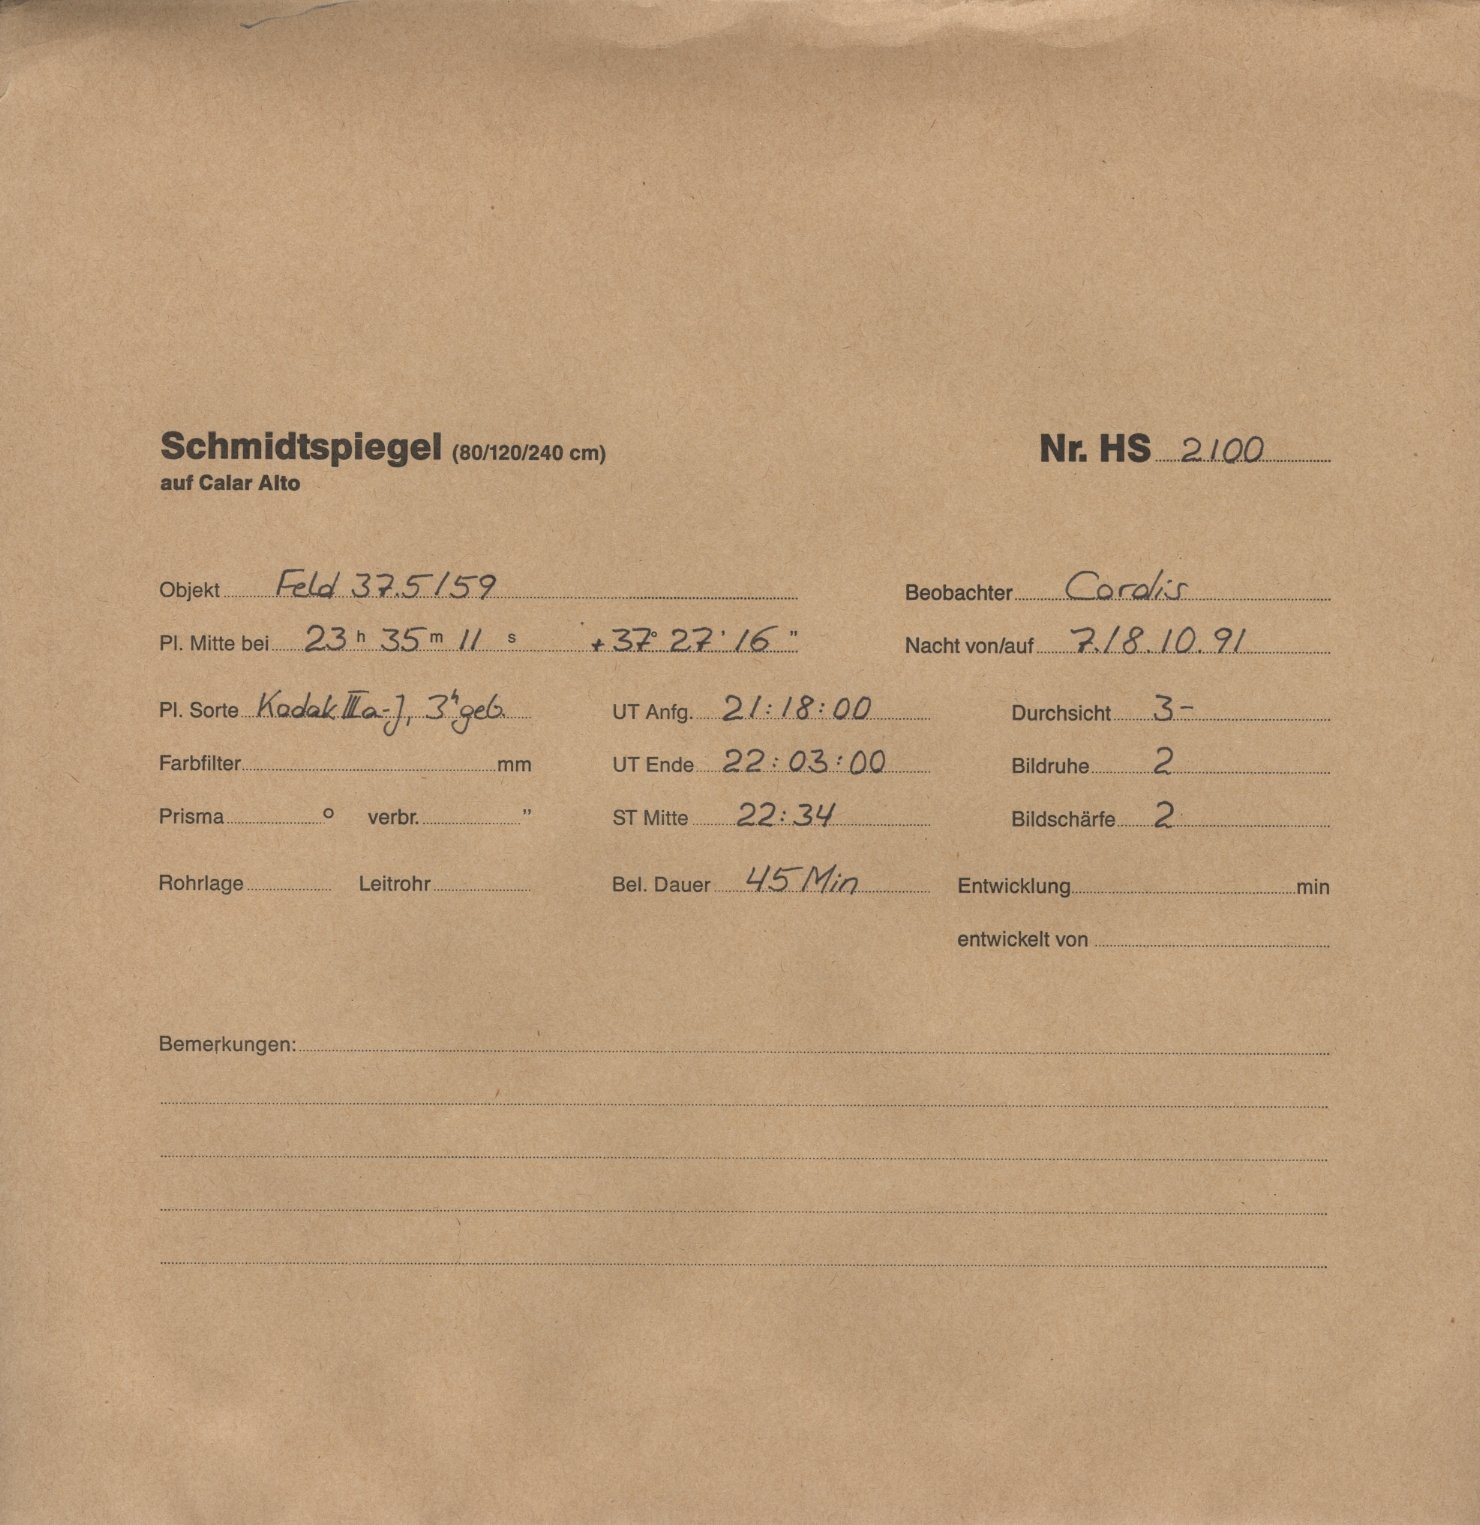 Schmidtspiegel (80/120/240 cm) Nr. HS 2100
auf Calar Alto
Objekt Feld 37.5/59 Beobachter Cordis
Pl. Mitte bei 23 h 35 m 11 s +37° 27' 16 " Nacht von/auf 7./8.10.91
Pl. Sorte Kodak IIIa-J, 3h geb. UT Anfg. 21:18:00 Durchsicht 3-
Farbfilter mm UT Ende 22:03:00 Bildruhe 2
Prisma ° verbr. " ST Mitte 22:34 Bildschärfe 2
Rohrlage Leitrohr Bel. Dauer 45 Min Entwicklung min
entwickelt von
Bemerkungen: